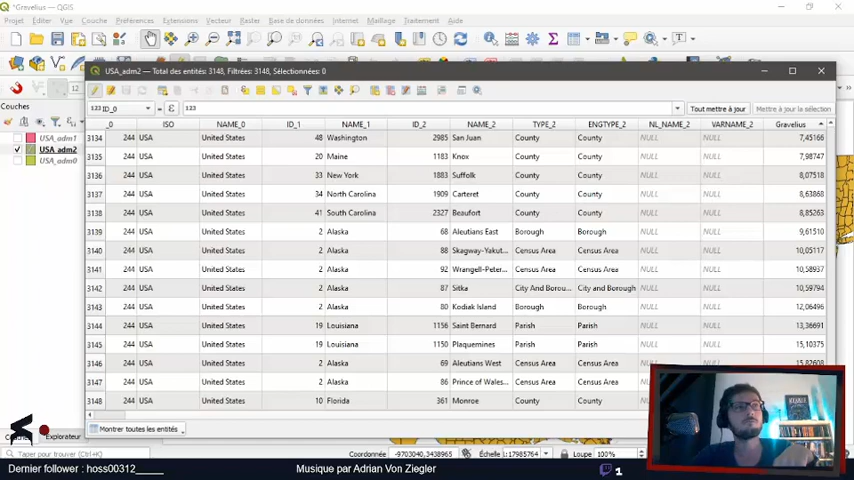 *Gravelius — QGIS
Projet Éditer Vue Couche Préférences Extensions Vecteur Raster Base de données Internet Maillage Traitement Aide
USA_adm2 — Total des entités: 3148, Filtrées: 3148, Sélectionnées: 0
Couches
123 ID_0 = ε 123 Tout mettre à jour Mettre à jour la sélection
USA_adm1
USA_adm2
USA_adm0
_0 ISO NAME_0 ID_1 NAME_1 ID_2 NAME_2 TYPE_2 ENGTYPE_2 NL_NAME_2 VARNAME_2 Gravelius
3134 244 USA United States 48 Washington 2985 San Juan County County NULL NULL 7,45166
3135 244 USA United States 20 Maine 1183 Knox County County NULL NULL 7,98747
3136 244 USA United States 33 New York 1883 Suffolk County County NULL NULL 8,07518
3137 244 USA United States 34 North Carolina 1909 Carteret County County NULL NULL 8,63868
3138 244 USA United States 41 South Carolina 2327 Beaufort County County NULL NULL 8,85263
3139 244 USA United States 2 Alaska 68 Aleutians East Borough Borough NULL NULL 9,61510
3140 244 USA United States 2 Alaska 88 Skagway-Yakut... Census Area Census Area NULL NULL 10,05117
3141 244 USA United States 2 Alaska 92 Wrangell-Peter... Census Area Census Area NULL NULL 10,58937
3142 244 USA United States 2 Alaska 87 Sitka City And Borou... City and Borough NULL NULL 10,59794
3143 244 USA United States 2 Alaska 80 Kodiak Island Borough Borough NULL NULL 12,06496
3144 244 USA United States 19 Louisiana 1156 Saint Bernard Parish Parish NULL NULL 13,36691
3145 244 USA United States 19 Louisiana 1150 Plaquemines Parish Parish NULL NULL 15,10375
3146 244 USA United States 2 Alaska 69 Aleutians West Census Area Census Area NULL NULL 15,82608
3147 244 USA United States 2 Alaska 86 Prince of Wales... Census Area Census Area
3148 244 USA United States 10 Florida 361 Monroe County County
Montrer toutes les entités
Explorateur
Taper pour trouver (Ctrl+K) Coordonnée -9703040,3438965 Échelle 1:17985764 Loupe 100%
Dernier follower : hoss00312____ Musique par Adrian Von Ziegler 1